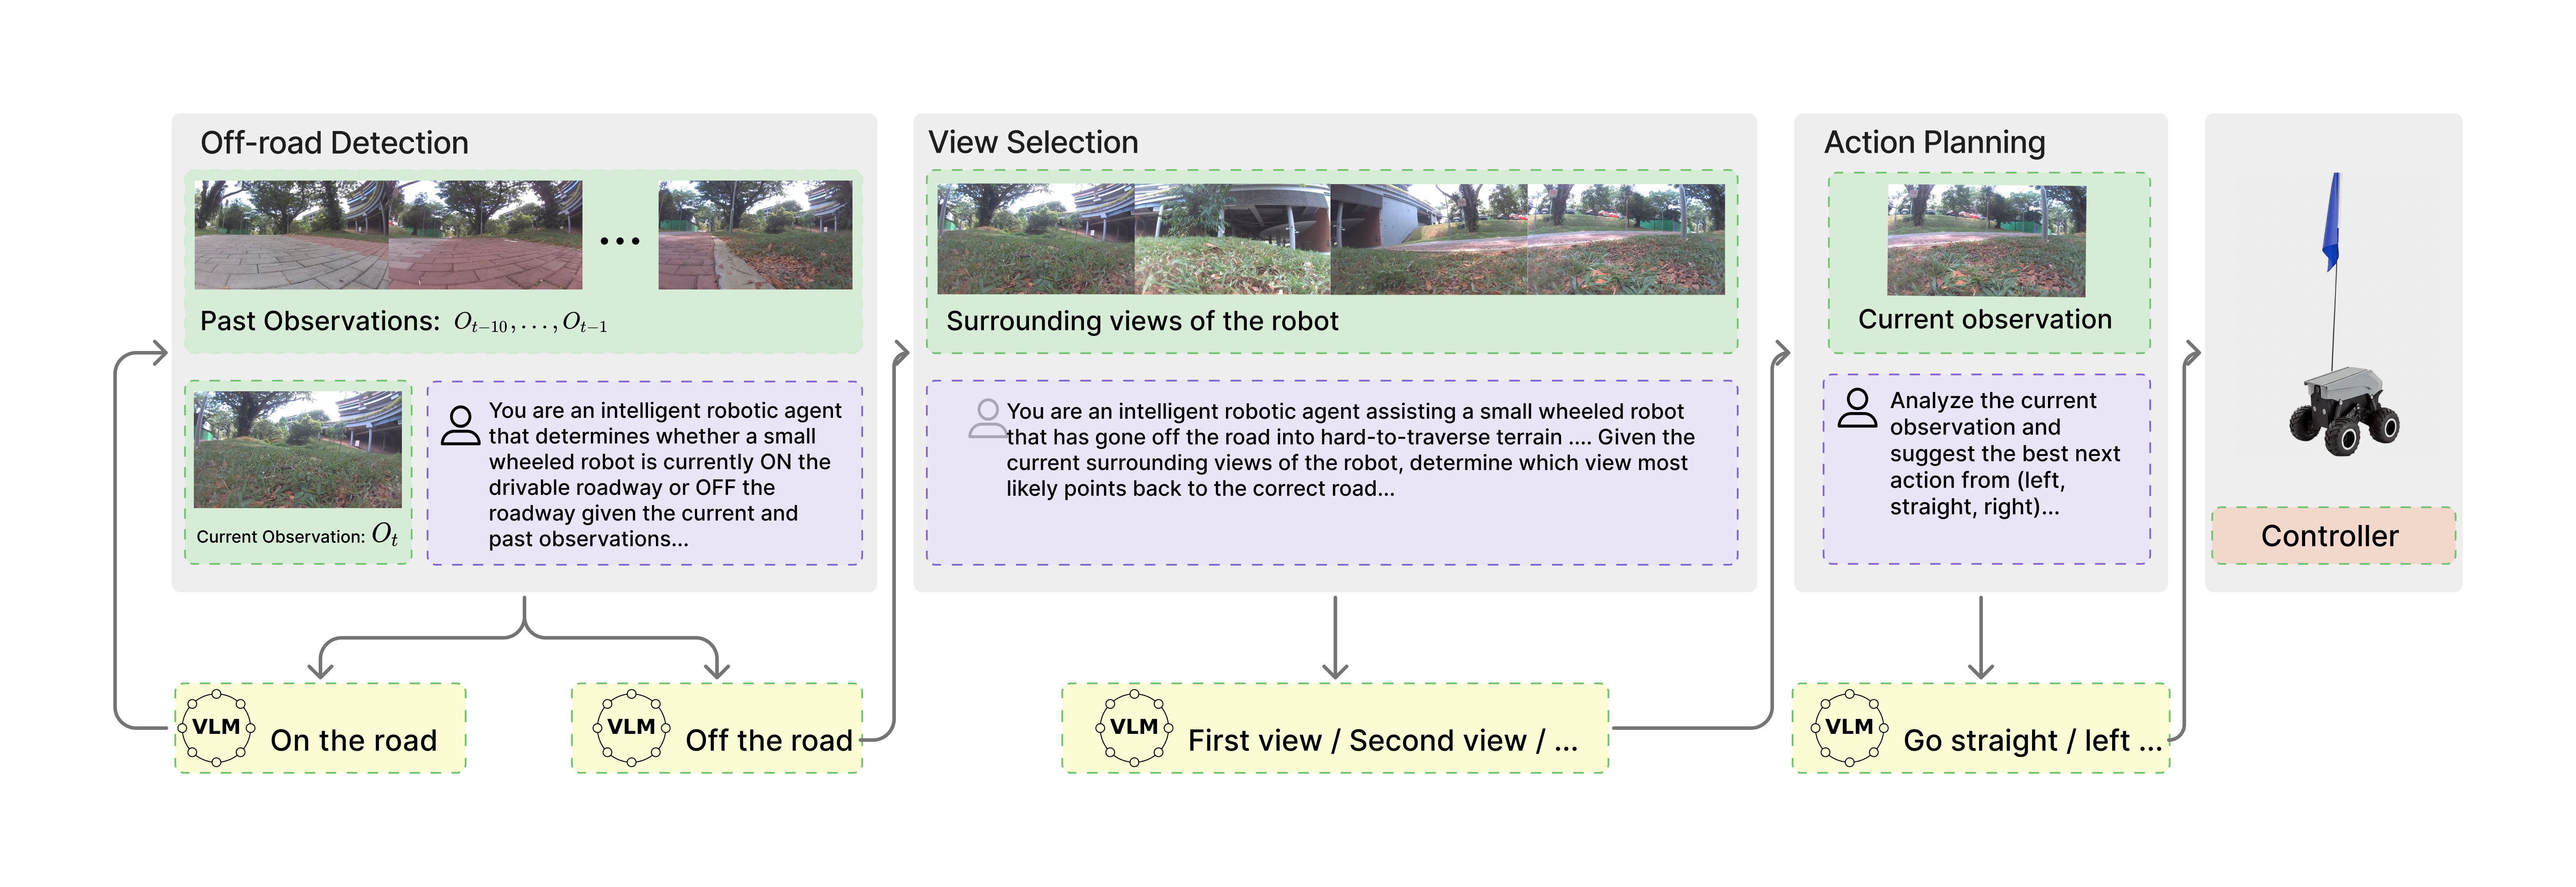 Off-road Detection
Past Observations: O_{t-10}, ..., O_{t-1}
Current Observation: O_t
You are an intelligent robotic agent
that determines whether a small
wheeled robot is currently ON the
drivable roadway or OFF the
roadway given the current and
past observations...
VLM On the road
VLM Off the road
View Selection
Surrounding views of the robot
You are an intelligent robotic agent assisting a small wheeled robot
that has gone off the road into hard-to-traverse terrain .... Given the
current surrounding views of the robot, determine which view most
likely points back to the correct road...
VLM First view / Second view / ...
Action Planning
Current observation
Analyze the current
observation and
suggest the best next
action from (left,
straight, right)...
VLM Go straight / left ...
Controller